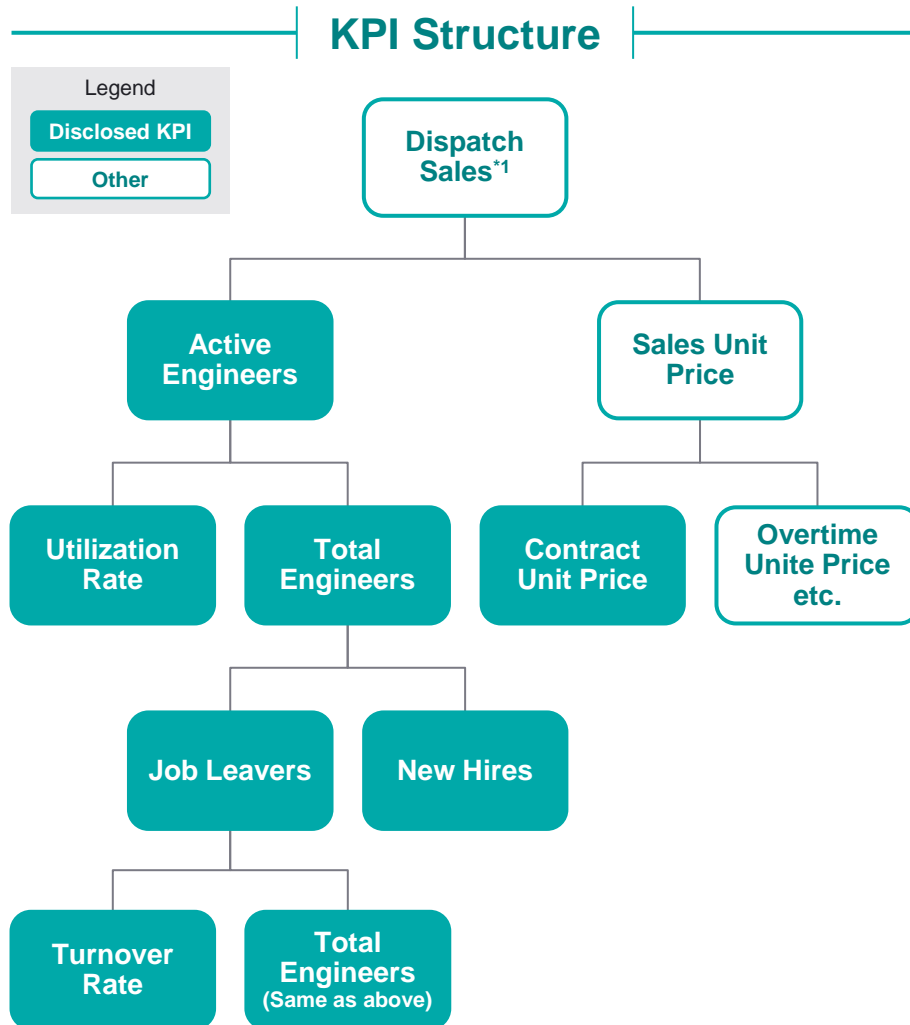 KPI Structure
Legend
Disclosed KPI
Other
Dispatch
Sales*1
Active
Engineers
Sales Unit
Price
Utilization
Rate
Total
Engineers
Contract
Unit Price
Overtime
Unite Price
etc.
Job Leavers
New Hires
Turnover
Rate
Total
Engineers
(Same as above)